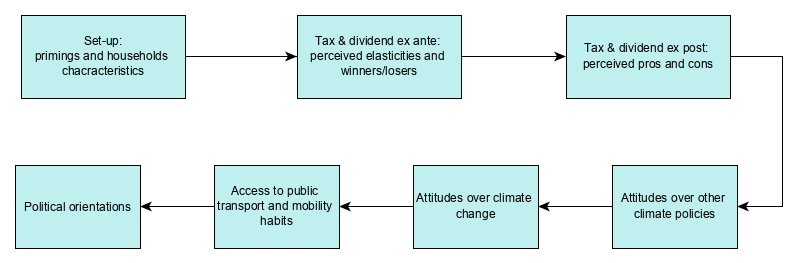 Set-up:
primings and households
chacracteristics
Tax & dividend ex ante:
perceived elasticities and
winners/losers
Tax & dividend ex post:
perceived pros and cons
Attitudes over other
climate policies
Attitudes over climate
change
Access to public
transport and mobility
habits
Political orientations